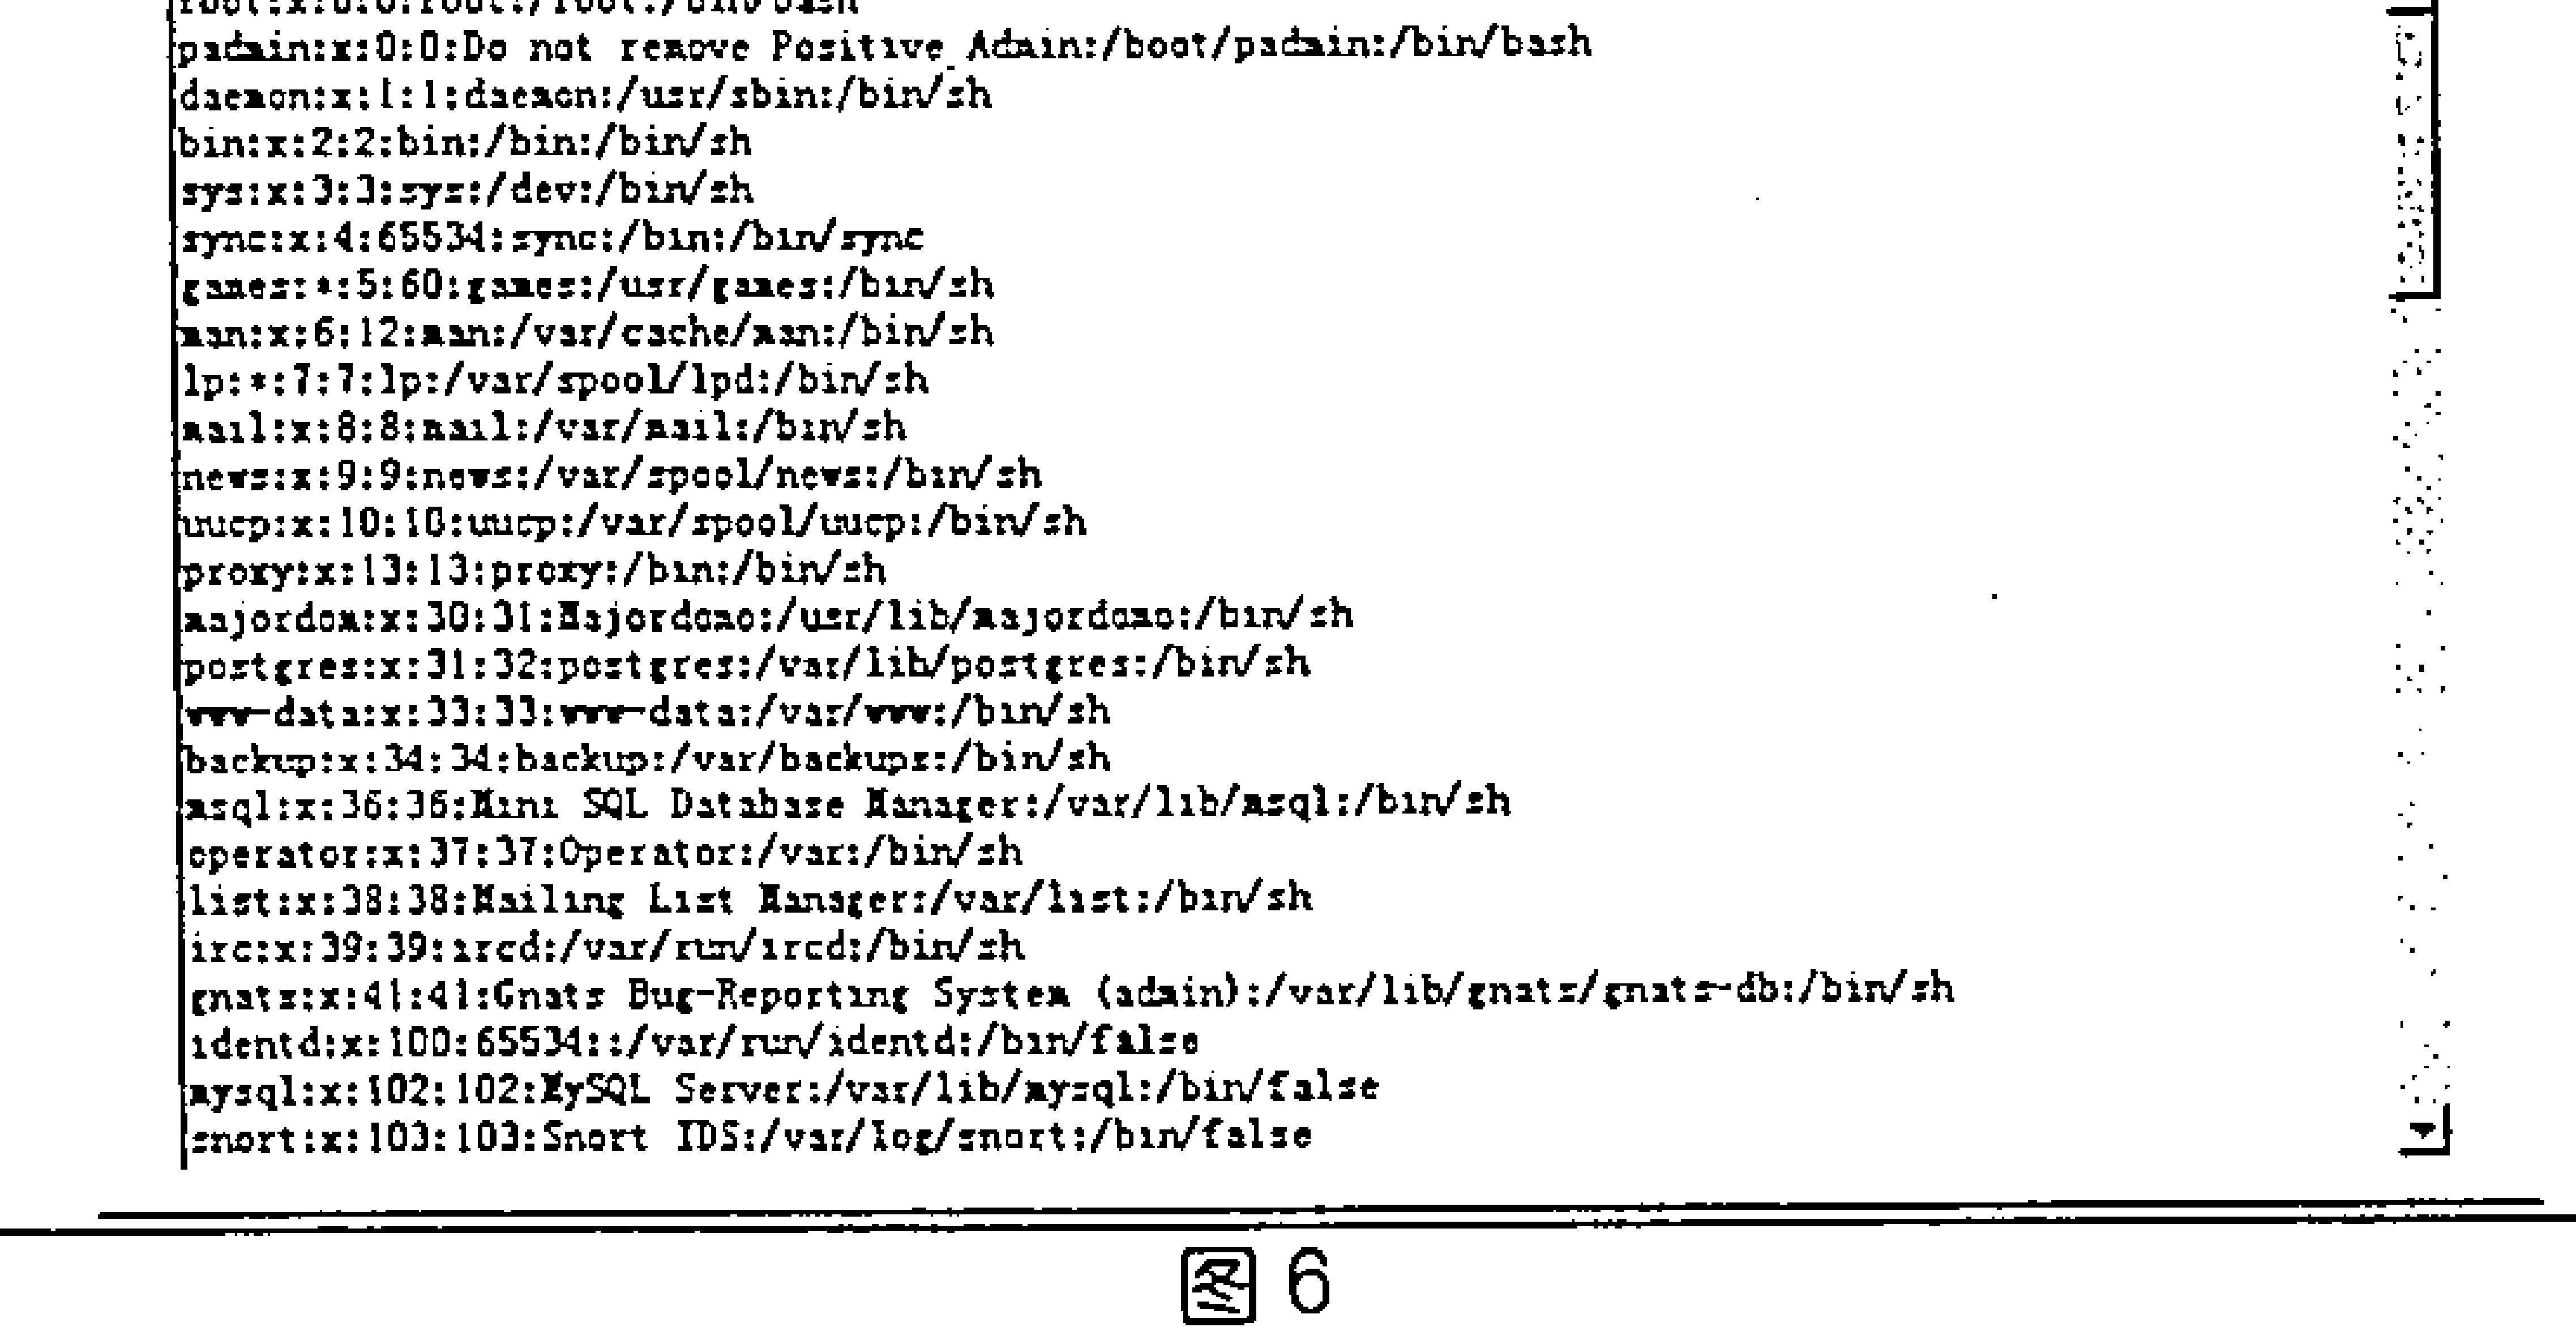 root:x:0:0:root:/root:/bin/bash
padmin:x:0:0:Do not remove Positive_Admin:/boot/padmin:/bin/bash
daemon:x:1:1:daemon:/usr/sbin:/bin/sh
bin:x:2:2:bin:/bin:/bin/sh
sys:x:3:3:sys:/dev:/bin/sh
sync:x:4:65534:sync:/bin:/bin/sync
games:*:5:60:games:/usr/games:/bin/sh
man:x:6:12:man:/var/cache/man:/bin/sh
lp:*:7:7:lp:/var/spool/lpd:/bin/sh
mail:x:8:8:mail:/var/mail:/bin/sh
news:x:9:9:news:/var/spool/news:/bin/sh
uucp:x:10:10:uucp:/var/spool/uucp:/bin/sh
proxy:x:13:13:proxy:/bin:/bin/sh
majordom:x:30:31:Majordomo:/usr/lib/majordomo:/bin/sh
postgres:x:31:32:postgres:/var/lib/postgres:/bin/sh
www-data:x:33:33:www-data:/var/www:/bin/sh
backup:x:34:34:backup:/var/backups:/bin/sh
msql:x:36:36:Mini SQL Database Manager:/var/lib/msql:/bin/sh
operator:x:37:37:Operator:/var:/bin/sh
list:x:38:38:Mailing List Manager:/var/list:/bin/sh
irc:x:39:39:ircd:/var/run/ircd:/bin/sh
gnats:x:41:41:Gnats Bug-Reporting System (admin):/var/lib/gnats/gnats-db:/bin/sh
identd:x:100:65534::/var/run/identd:/bin/false
mysql:x:102:102:MySQL Server:/var/lib/mysql:/bin/false
snort:x:103:103:Snort IDS:/var/log/snort:/bin/false
图 6